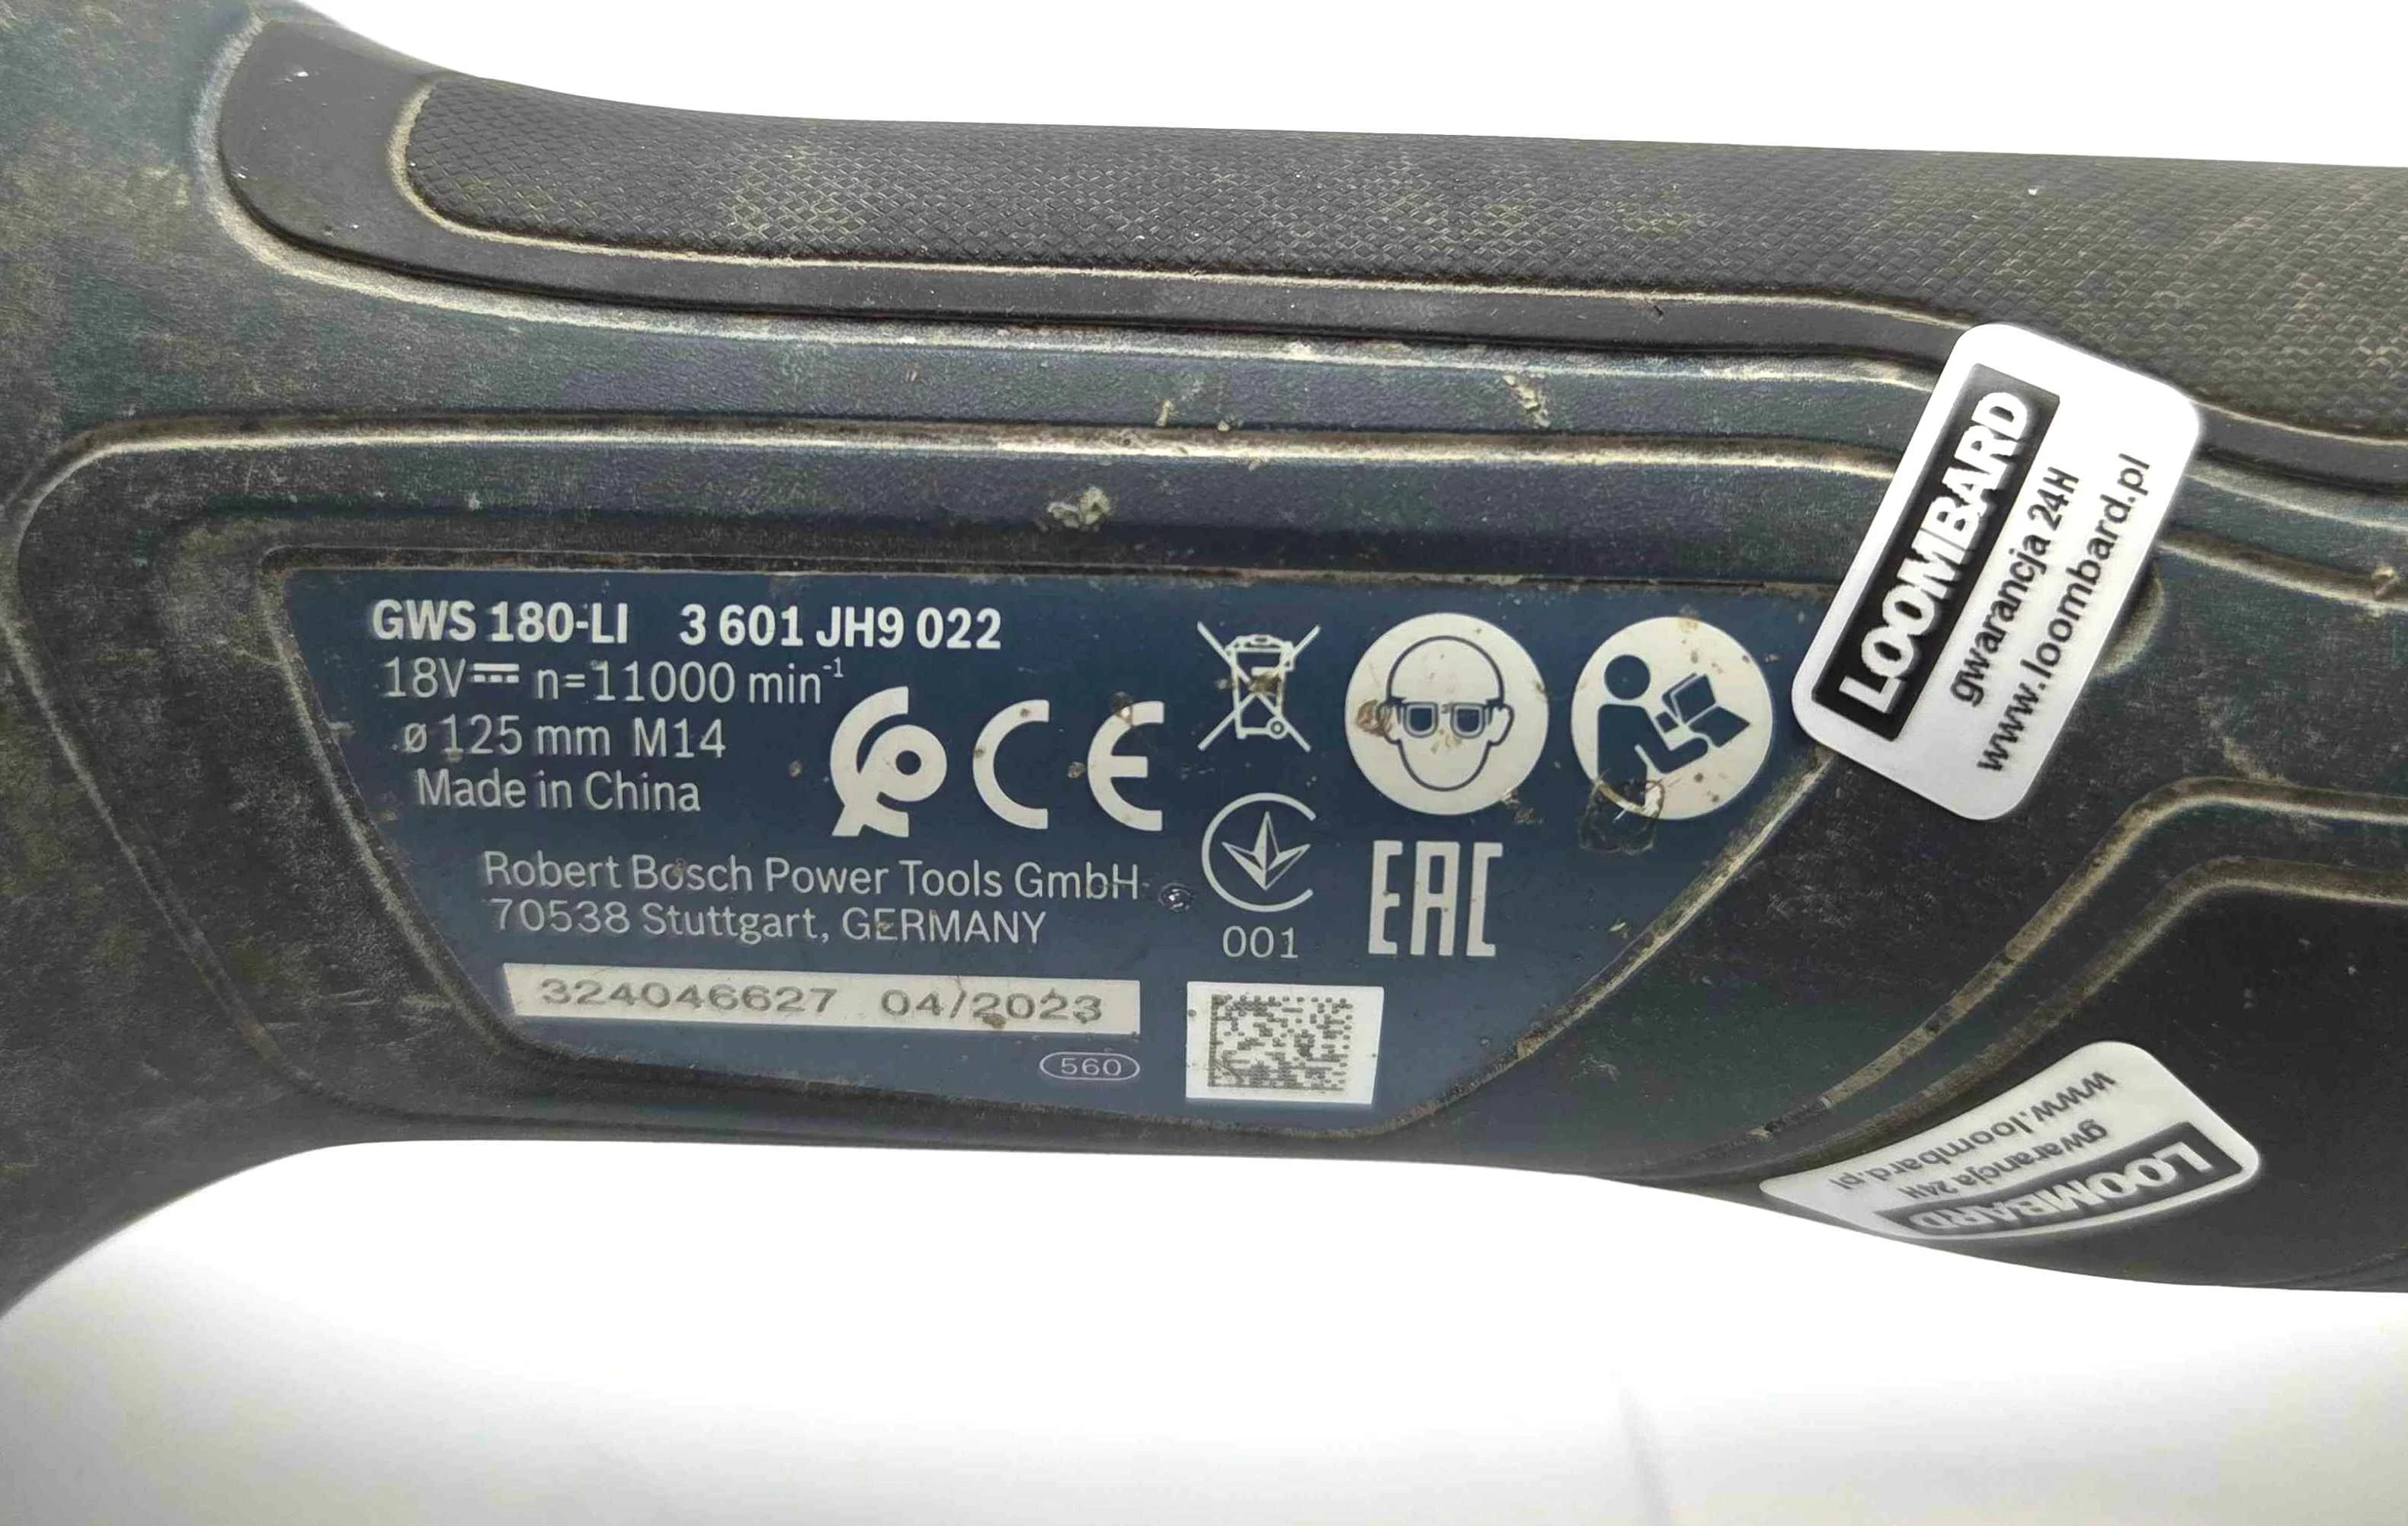 GWS 180-LI 3 601 JH9 022
18V⎓ n=11000 min⁻¹
ø 125 mm M14
Made in China
CE
Robert Bosch Power Tools GmbH
70538 Stuttgart, GERMANY
001
EAC
324046627 04/2023
560
LOOMBARD
gwarancja 24H
www.loombard.pl
LOOMBARD
gwarancja 24H
www.loombard.pl